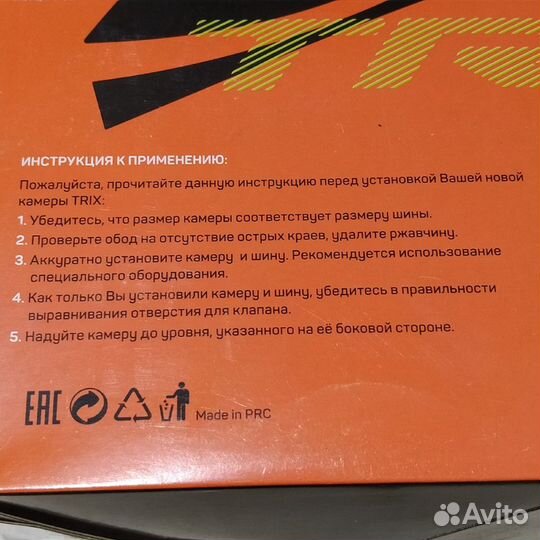 TR
ИНСТРУКЦИЯ К ПРИМЕНЕНИЮ:
Пожалуйста, прочитайте данную инструкцию перед установкой Вашей новой
камеры TRIX:
1. Убедитесь, что размер камеры соответствует размеру шины.
2. Проверьте обод на отсутствие острых краев, удалите ржавчину.
3. Аккуратно установите камеру и шину. Рекомендуется использование
специального оборудования.
4. Как только Вы установили камеру и шину, убедитесь в правильности
выравнивания отверстия для клапана.
5. Надуйте камеру до уровня, указанного на её боковой стороне.
EAC
Made in PRC
Avito